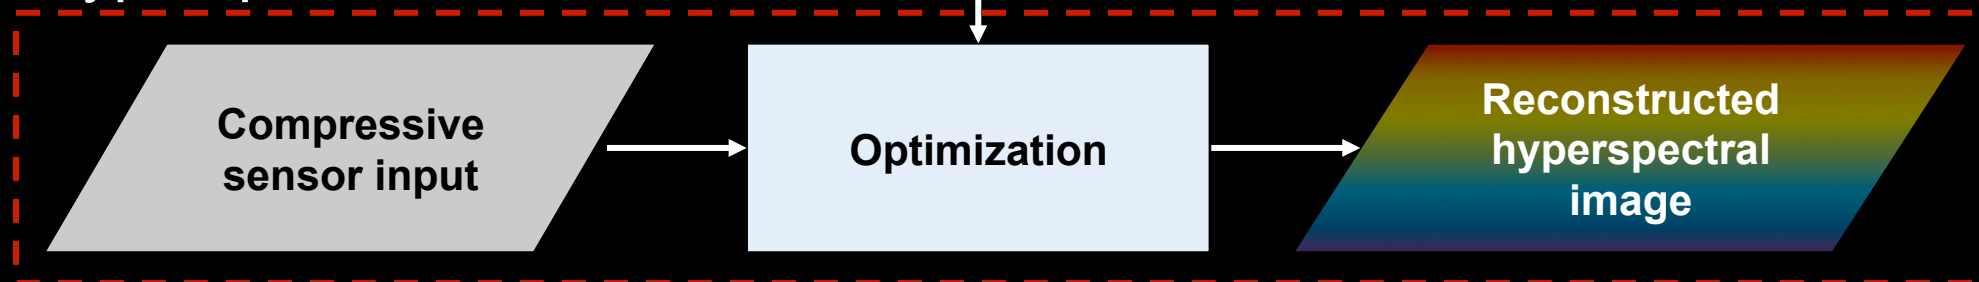 Compressive
sensor input
Optimization
Reconstructed
hyperspectral
image